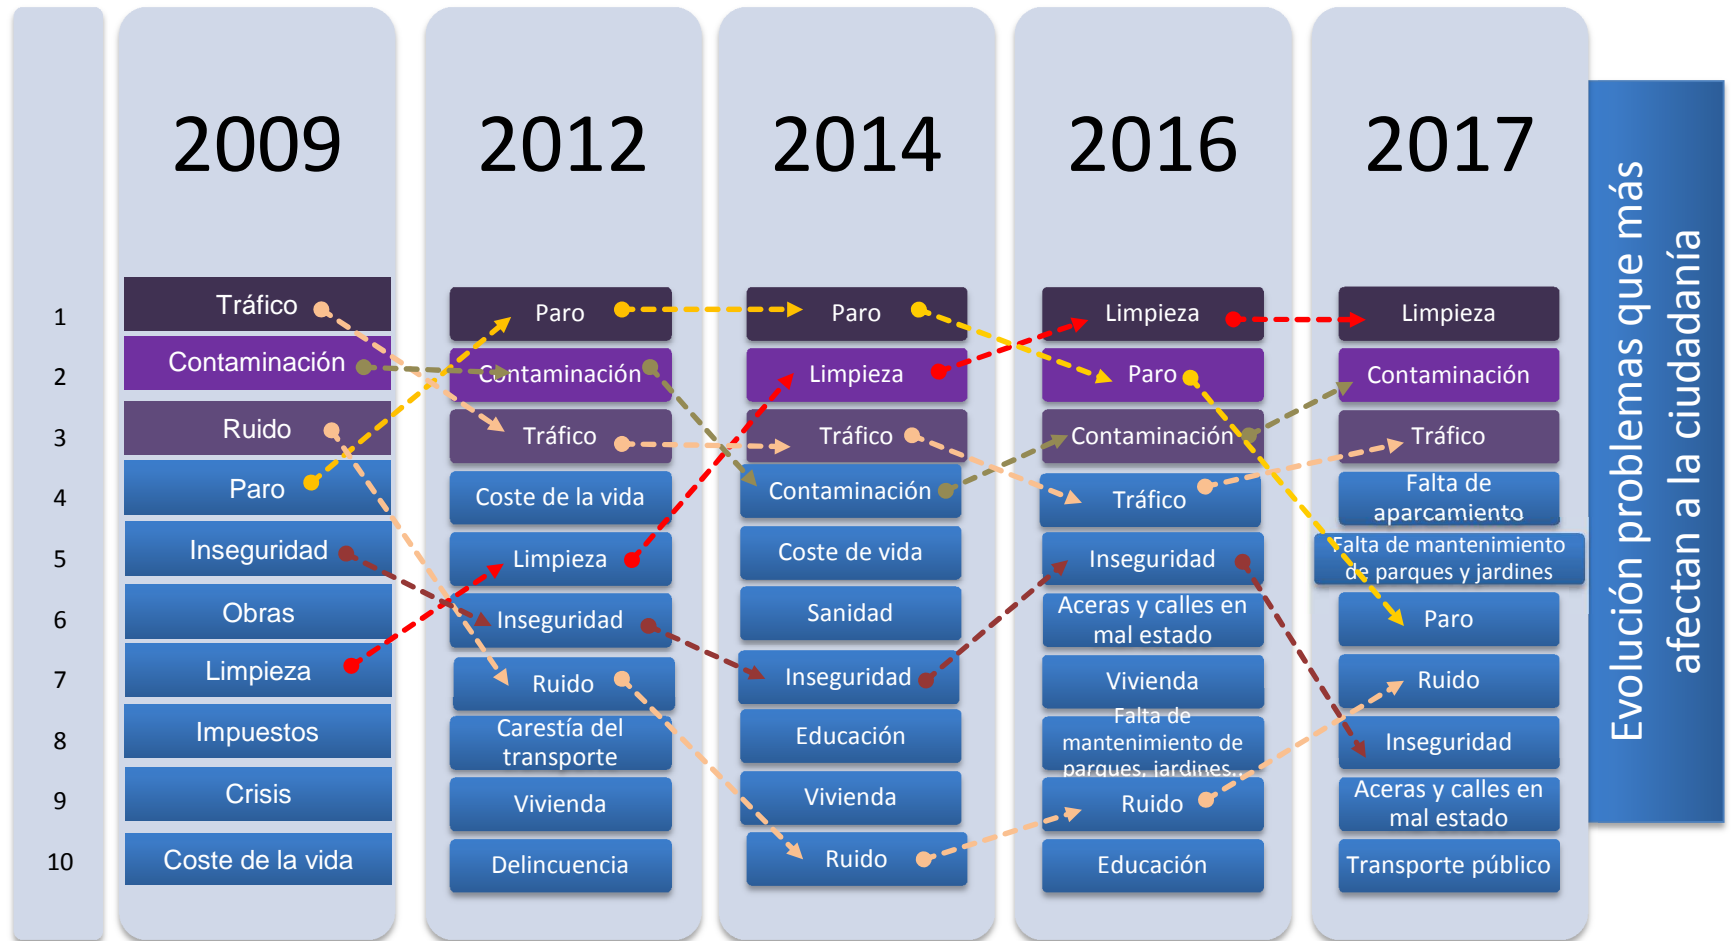 2009
2012
2014
2016
2017
1
2
3
4
5
6
7
8
9
10
Tráfico
Contaminación
Ruido
Paro
Inseguridad
Obras
Limpieza
Impuestos
Crisis
Coste de la vida
Paro
Contaminación
Tráfico
Coste de la vida
Limpieza
Inseguridad
Ruido
Carestía del
transporte
Vivienda
Delincuencia
Paro
Limpieza
Tráfico
Contaminación
Coste de vida
Sanidad
Inseguridad
Educación
Vivienda
Ruido
Limpieza
Paro
Contaminación
Tráfico
Inseguridad
Aceras y calles en
mal estado
Vivienda
Falta de
mantenimiento de
parques, jardines..
Ruido
Educación
Limpieza
Contaminación
Tráfico
Falta de
aparcamiento
Falta de mantenimiento
de parques y jardines
Paro
Ruido
Inseguridad
Aceras y calles en
mal estado
Transporte público
Evolución problemas que más
afectan a la ciudadanía